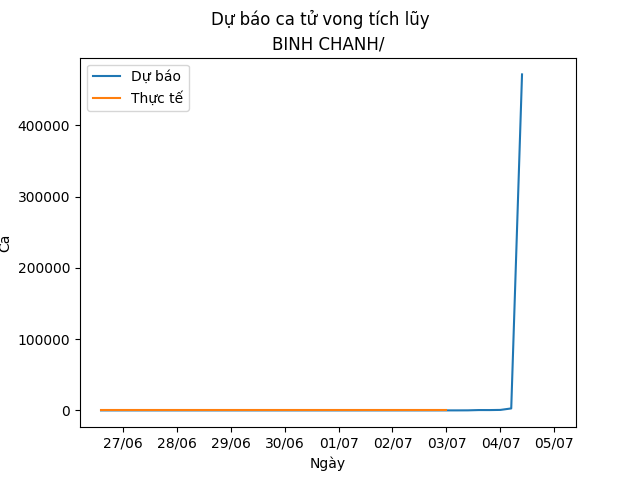 Dự báo ca tử vong tích lũy
BINH CHANH/
Dự báo
Thực tế
400000
300000
200000
100000
0
Ca
27/06 28/06 29/06 30/06 01/07 02/07 03/07 04/07 05/07
Ngày